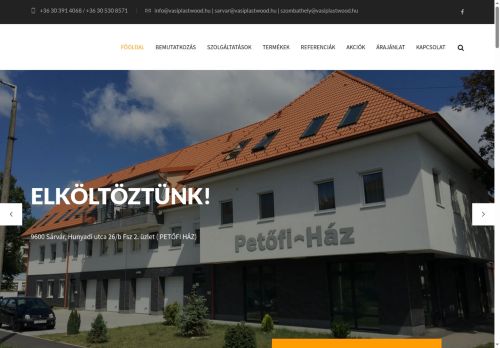 +36 30 391 4068 / +36 30 530 8571
info@vasiplastwood.hu | sarvar@vasiplastwood.hu | szombathely@vasiplastwood.hu
FŐOLDAL BEMUTATKOZÁS SZOLGÁLTATÁSOK TERMÉKEK REFERENCIÁK AKCIÓK ÁRAJÁNLAT KAPCSOLAT
ELKÖLTÖZTÜNK!
9600 Sárvár, Hunyadi utca 26/b Fsz 2. üzlet ( PETŐFI HÁZ)
Petőfi-Ház